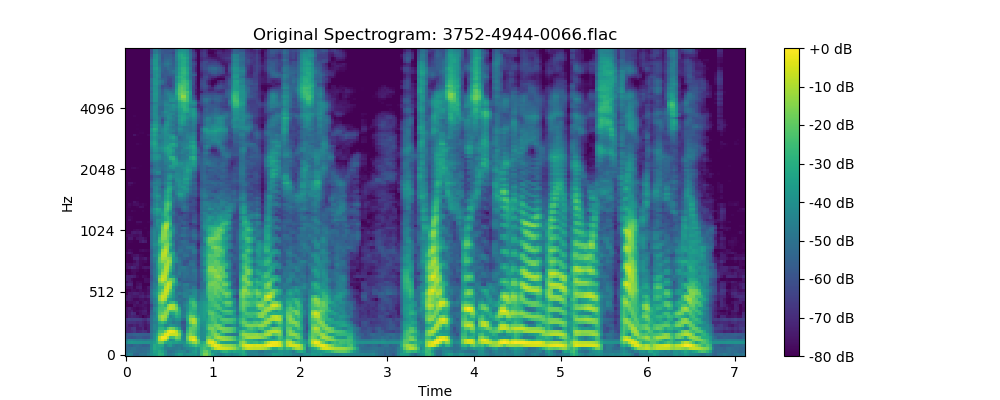 Original Spectrogram: 3752-4944-0066.flac
+0 dB
4096
-10 dB
-20 dB
2048
-30 dB
Hz
1024
-40 dB
-50 dB
512
-60 dB
-70 dB
0
-80 dB
0 1 2 3 4 5 6 7
Time